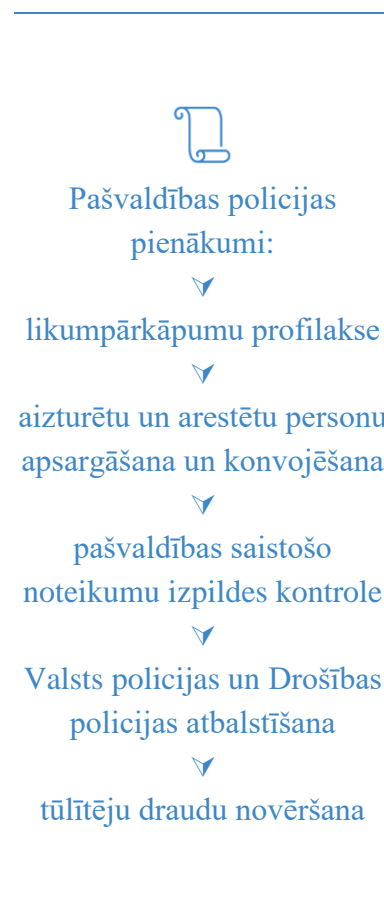 Pašvaldības policijas
pienākumi:
likumpārkāpumu profilakse
aizturētu un arestētu personu
apsargāšana un konvojēšana
pašvaldības saistošo
noteikumu izpildes kontrole
Valsts policijas un Drošības
policijas atbalstīšana
tūlītēju draudu novēršana